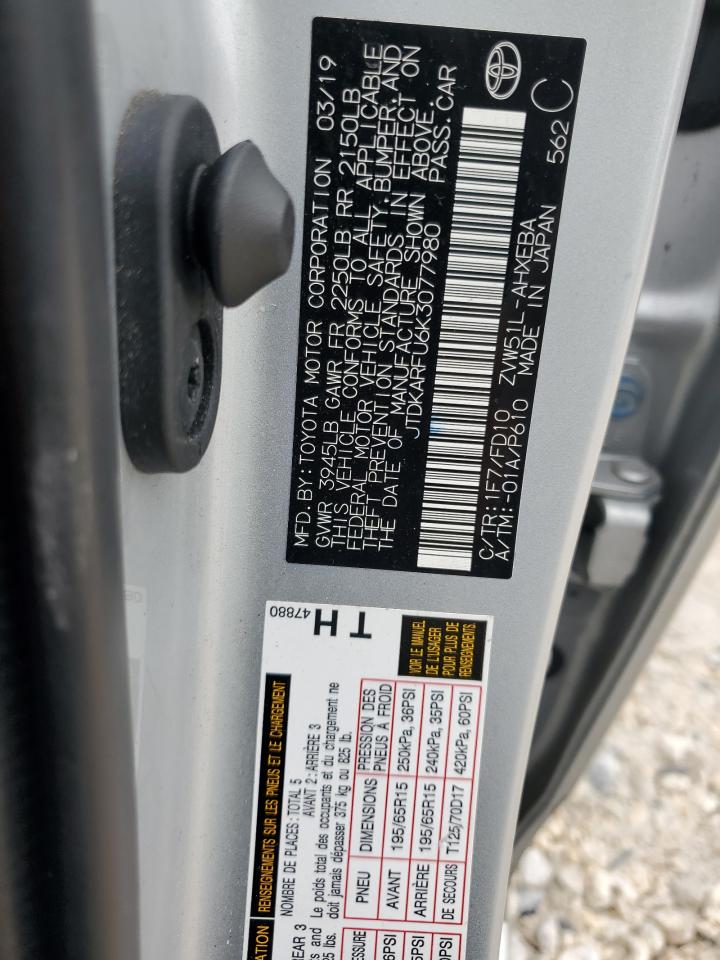 MFD. BY: TOYOTA MOTOR CORPORATION 03/19
GVWR 3945LB GAWR FR 2250LB RR 2150LB
THIS VEHICLE CONFORMS TO ALL APPLICABLE
FEDERAL MOTOR VEHICLE SAFETY, BUMPER, AND
THEFT PREVENTION STANDARDS IN EFFECT ON
THE DATE OF MANUFACTURE SHOWN ABOVE.
JTDKARFU6K3077980 PASS. CAR
C/TR: 1F7/FD10 ZVW51L-AHXEBA
A/TM: -01A/P610 MADE IN JAPAN 562 C
47880
T
H
RENSEIGNEMENTS SUR LES PNEUS ET LE CHARGEMENT
NOMBRE DE PLACES: TOTAL 5
AVANT 2: ARRIÈRE 3
Le poids total des occupants et du chargement ne
doit jamais dépasser 375 kg ou 825 lb.
PNEU DIMENSIONS PRESSION DES PNEUS À FROID
AVANT 195/65R15 250kPa, 36PSI
ARRIÈRE 195/65R15 240kPa, 35PSI
DE SECOURS T125/70D17 420kPa, 60PSI
VOIR LE MANUEL
DE L'USAGER
POUR PLUS DE
RENSEIGNEMENTS